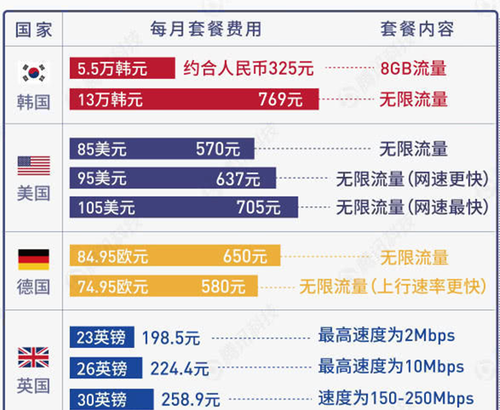 国家 每月套餐费用 套餐内容
5.5万韩元 约合人民币325元 8GB流量
韩国
13万韩元 769元 无限流量
85美元 570元 无限流量
美国
95美元 637元 无限流量(网速更快)
105美元 705元 无限流量(网速最快)
84.95欧元 650元 无限流量
德国
74.95欧元 580元 无限流量(上行速率更快)
23英镑 198.5元 最高速度为2Mbps
26英镑 224.4元 最高速度为10Mbps
英国
30英镑 258.9元 速度为150-250Mbps